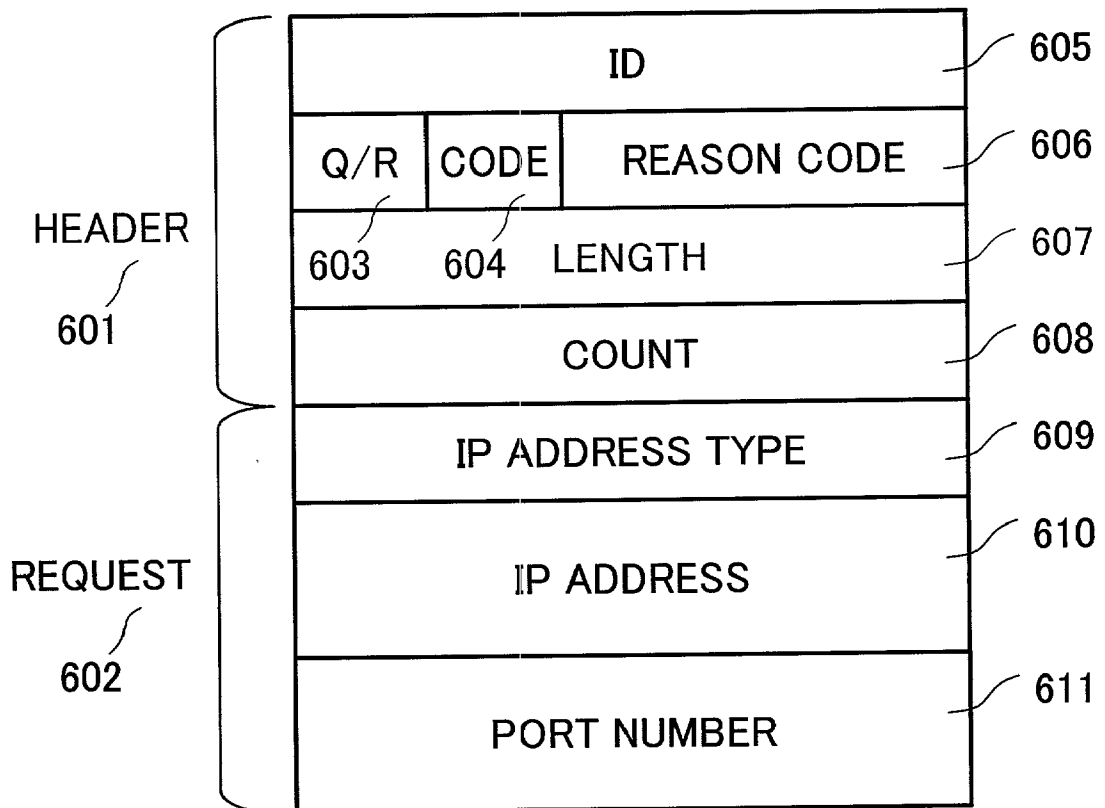 ID 605
Q/R CODE REASON CODE 606
HEADER 603 604 LENGTH 607
601
COUNT 608
IP ADDRESS TYPE 609
610
REQUEST IP ADDRESS
602
611
PORT NUMBER